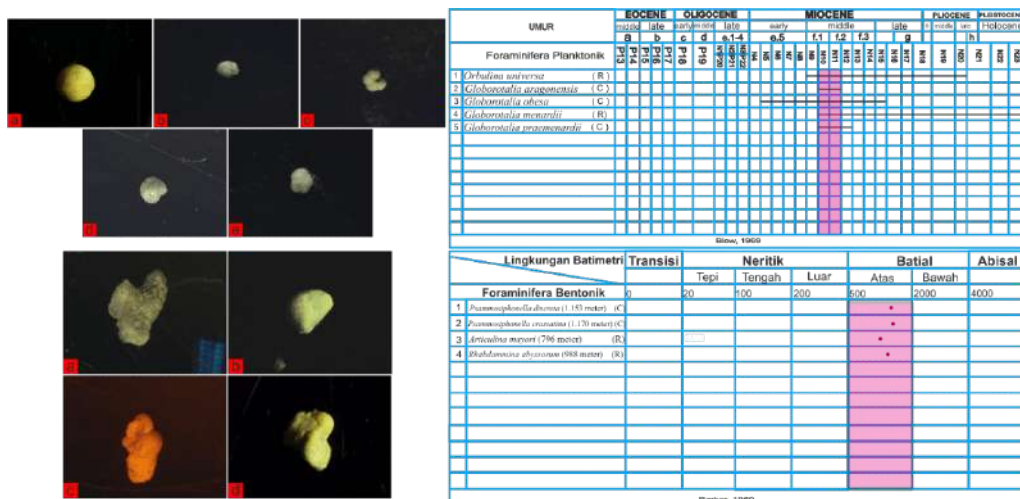 a
b
c
d
e
a
b
c
d
UMUR
EOCENE OLIGOCENE MIOCENE PLIOCENE PLEISTOCENE
middle late early middle late early middle late Holocene
a b c d e.1-4 e.5 f.1 f.2 f.3 g h
Foraminifera Planktonik P13 P14 P15 P16 P17 P18 P19 N4 N5 N6 N7 N8 N9 N10 N11 N12 N13 N14 N15 N16 N17 N18 N19 N20 N21 N22 N23
1 Orbulina universa (R)
2 Globorotalia aragonensis (C)
3 Globorotalia obesa (C)
4 Globorotalia menardii (R)
5 Globorotalia praemenardii (C)
Blow, 1969
Lingkungan Batimetri Transisi Neritik Batial Abisal
Tepi Tengah Luar Atas Bawah
Foraminifera Bentonik 0 20 100 200 500 2000 4000
1 Psammosiphonella discreta (1.153 meter) (C)
2 Psammosiphonella crassatina (1.170 meter) (C)
3 Articulina mayori (796 meter) (R)
4 Rhabdammina abyssorum (988 meter) (R)